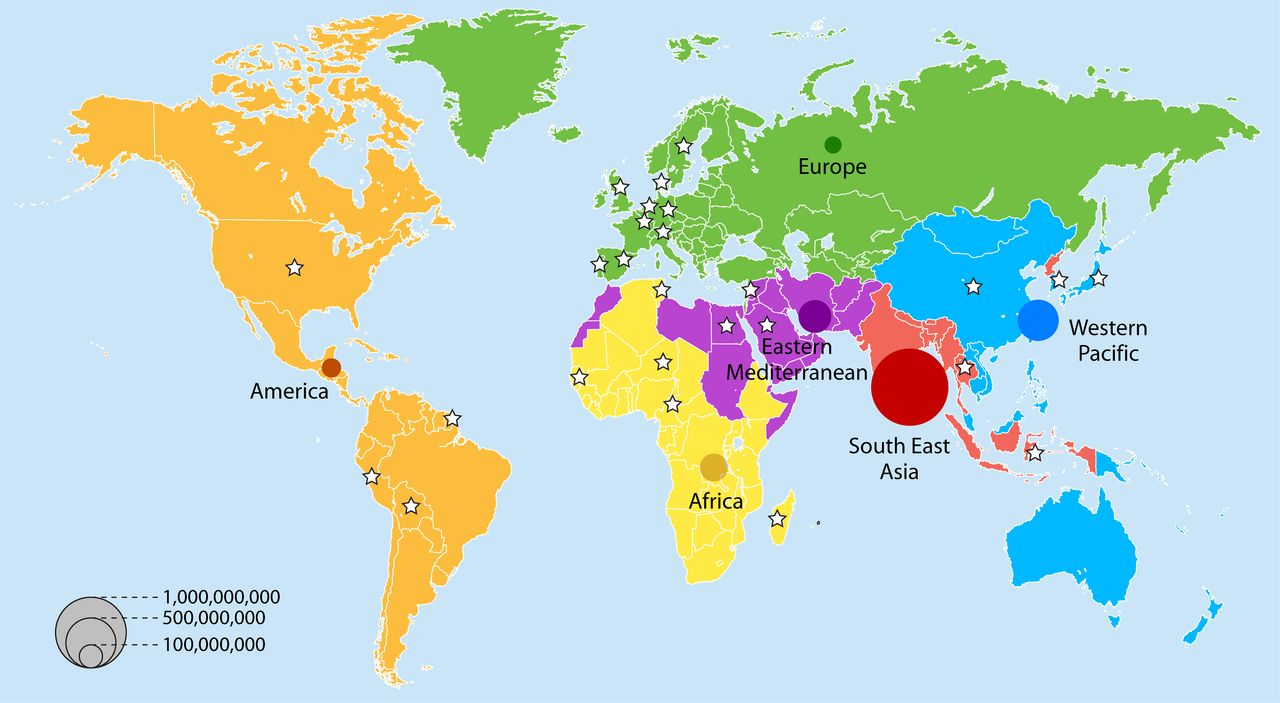 Europe
Western
Pacific
Eastern
Mediterranean
America
South East
Asia
Africa
1,000,000,000
500,000,000
100,000,000